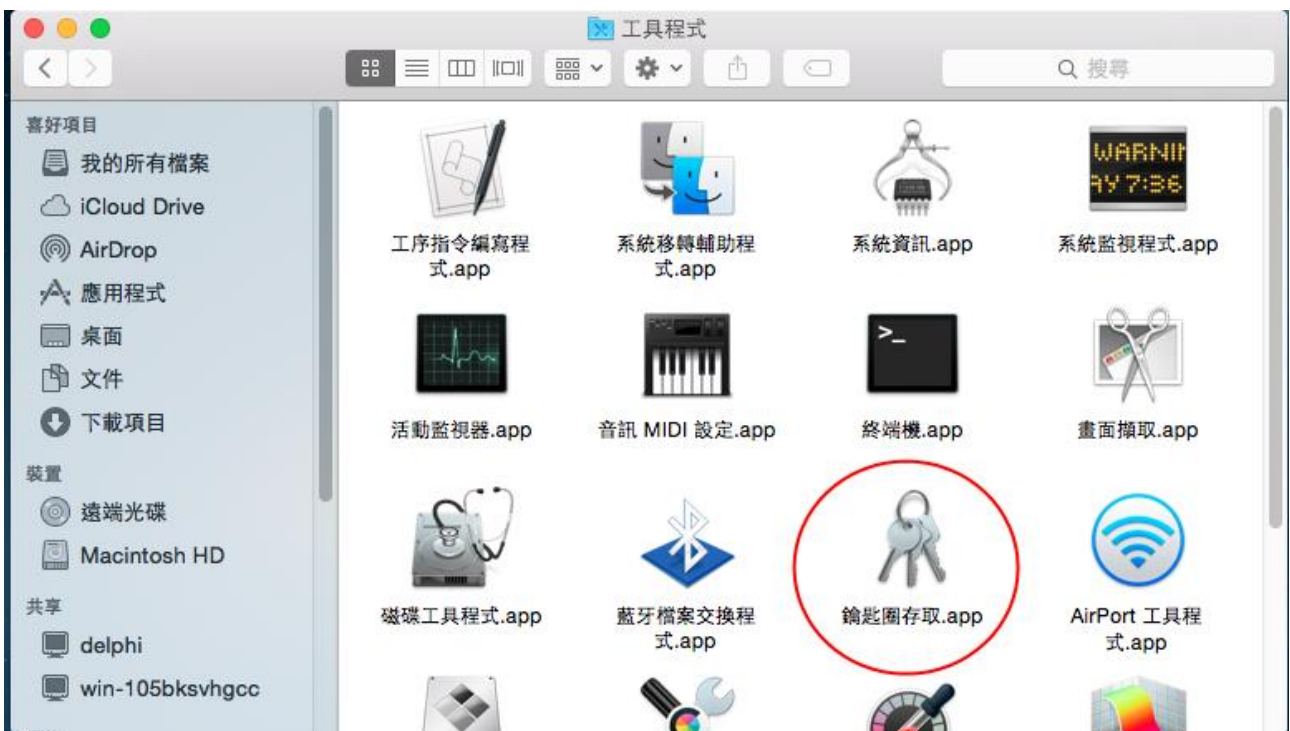 工具程式
搜尋
喜好項目
我的所有檔案
iCloud Drive
AirDrop
應用程式
桌面
文件
下載項目
裝置
遠端光碟
Macintosh HD
共享
delphi
win-105bksvhgcc
工序指令編寫程
式.app
系統移轉輔助程
式.app
系統資訊.app
WARNIN
AY 7:36
系統監視程式.app
活動監視器.app
音訊 MIDI 設定.app
>_
終端機.app
畫面擷取.app
磁碟工具程式.app
藍牙檔案交換程
式.app
鑰匙圈存取.app
AirPort 工具程
式.app